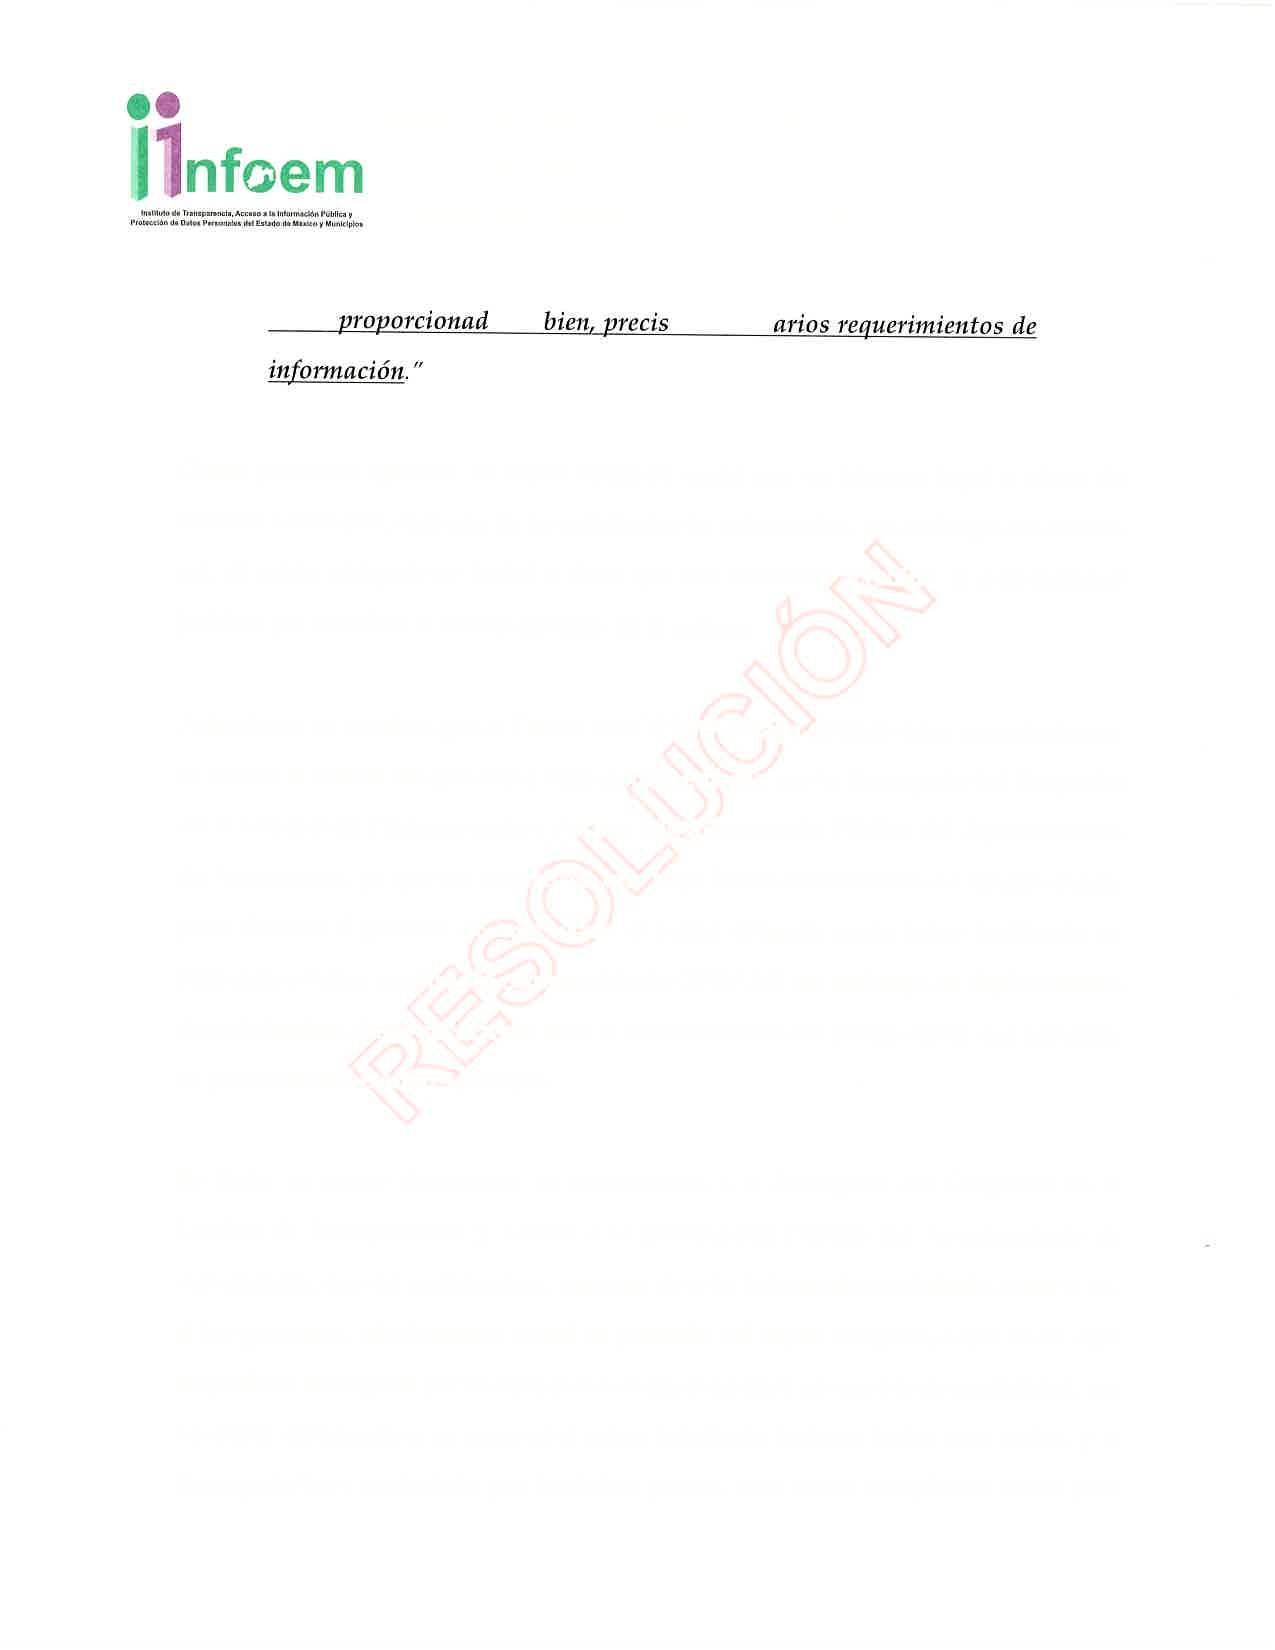 infoem
Instituto de Transparencia, Acceso a la Información Pública y
Protección de Datos Personales del Estado de México y Municipios
proporcionad bien, precis arios requerimientos de
información."
RESOLUCIÓN